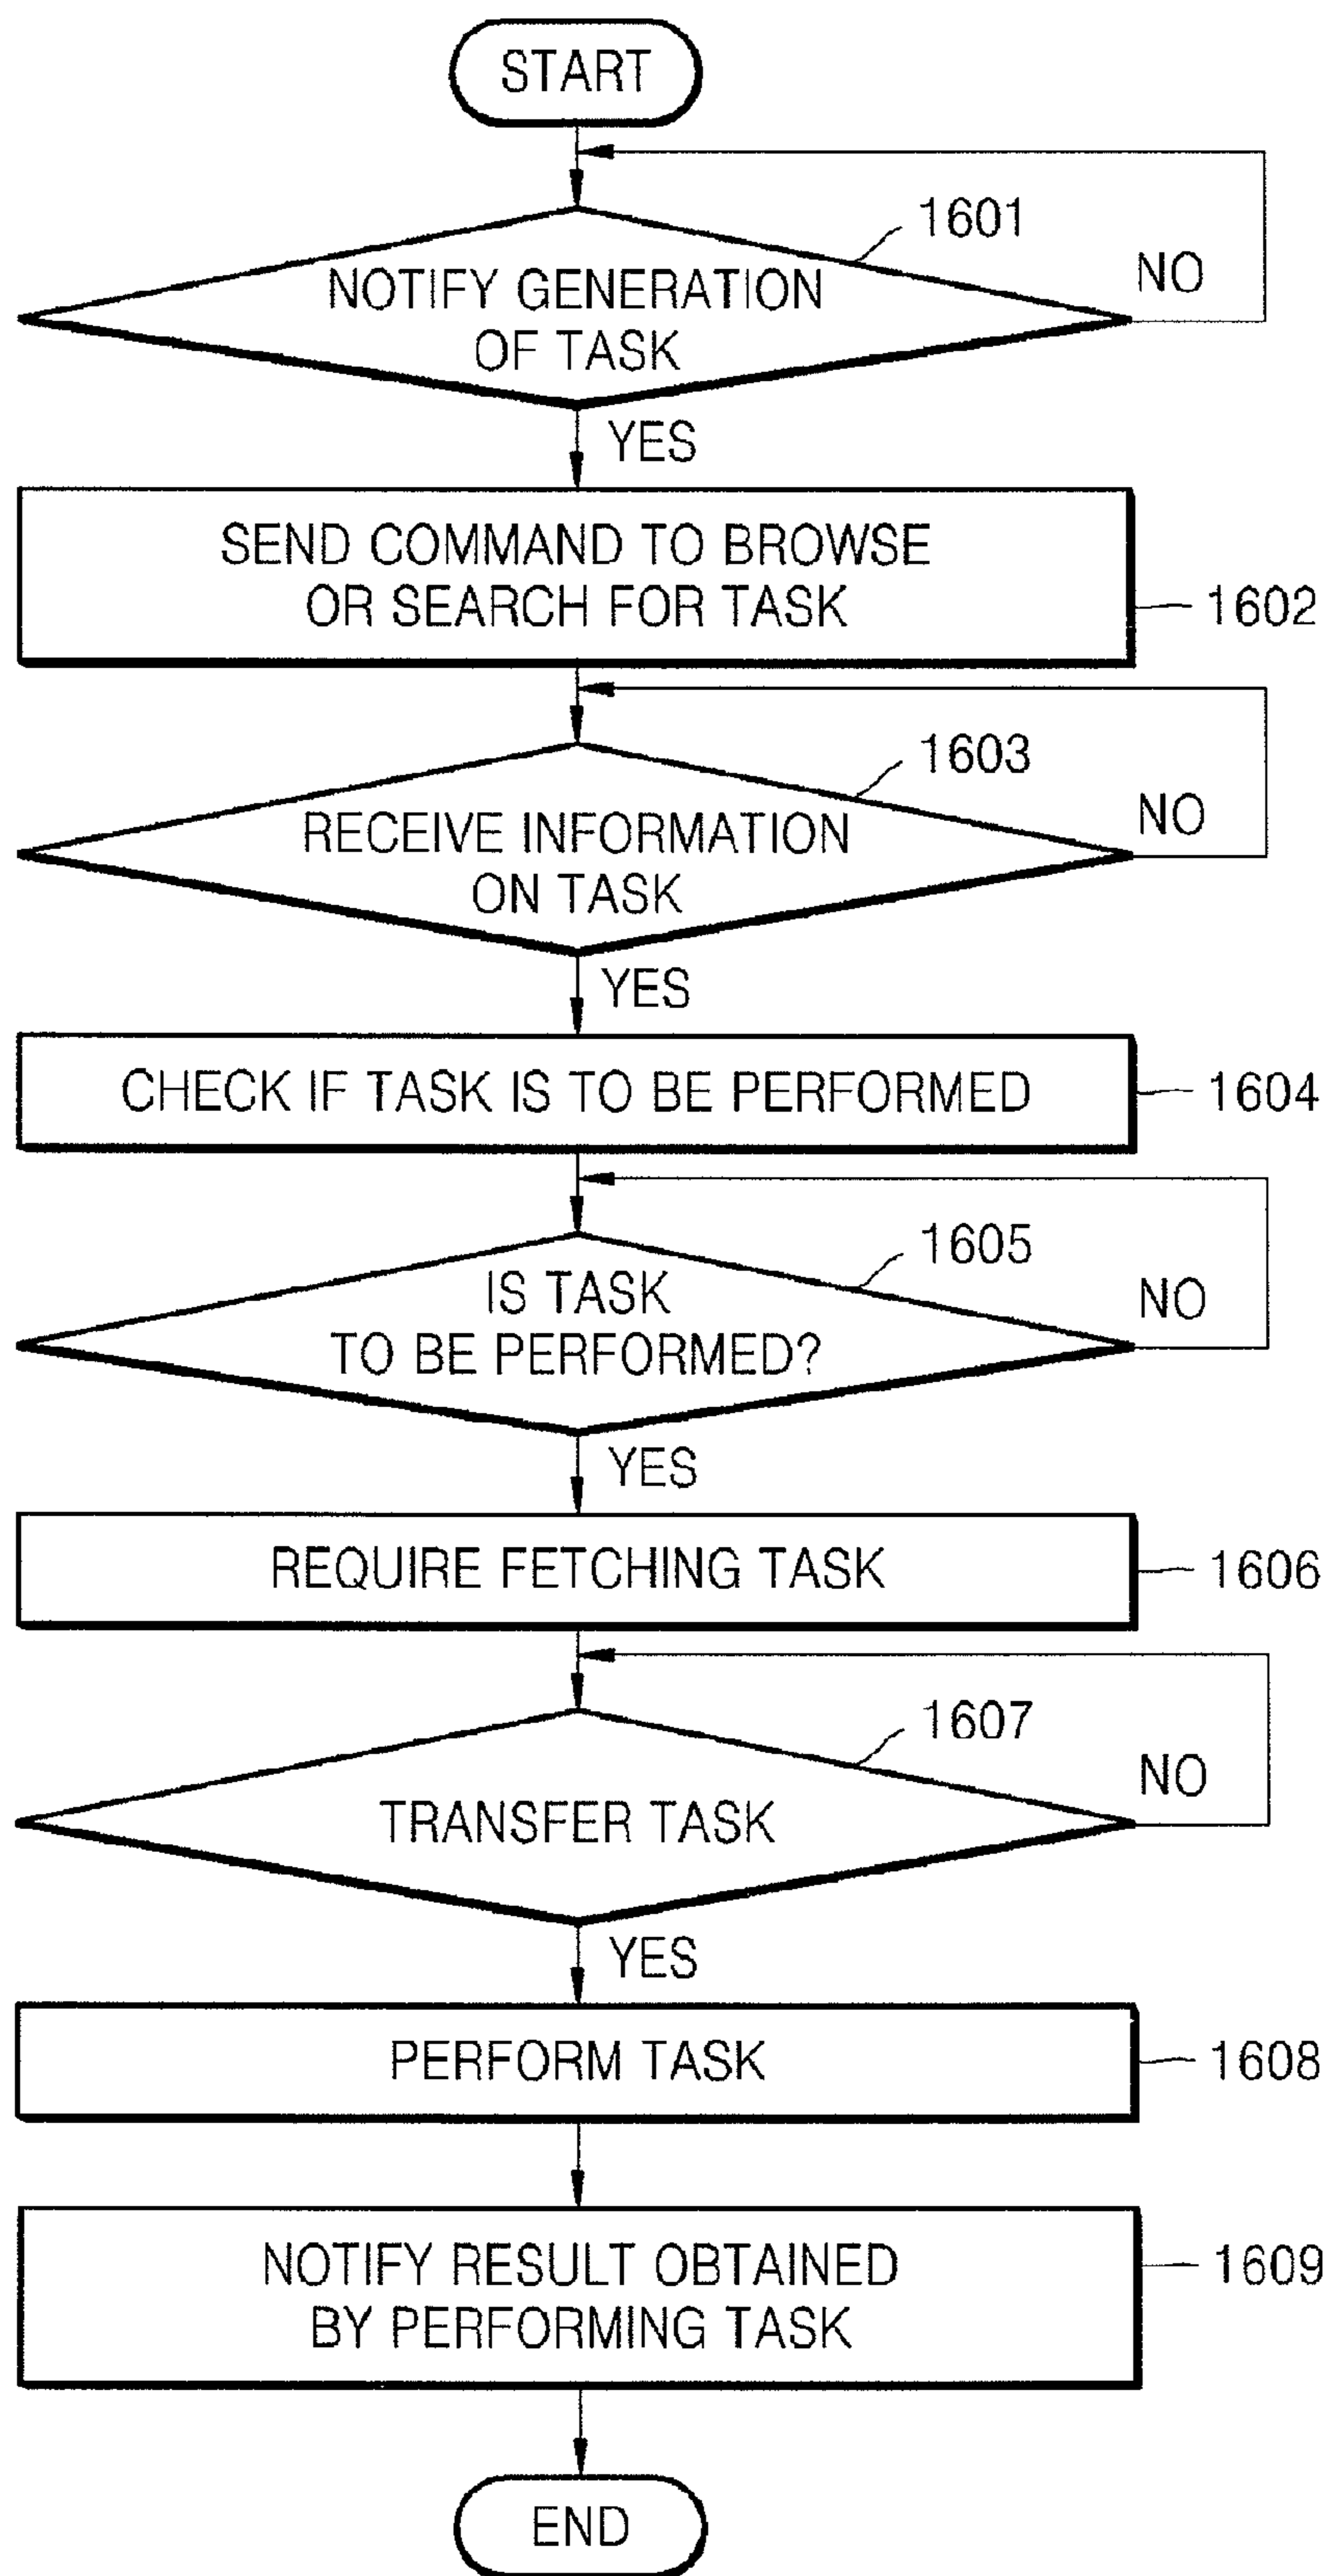 START
1601
NOTIFY GENERATION
OF TASK
NO
YES
SEND COMMAND TO BROWSE
OR SEARCH FOR TASK
1602
1603
RECEIVE INFORMATION
ON TASK
NO
YES
CHECK IF TASK IS TO BE PERFORMED
1604
1605
IS TASK
TO BE PERFORMED?
NO
YES
REQUIRE FETCHING TASK
1606
1607
TRANSFER TASK
NO
YES
PERFORM TASK
1608
NOTIFY RESULT OBTAINED
BY PERFORMING TASK
1609
END